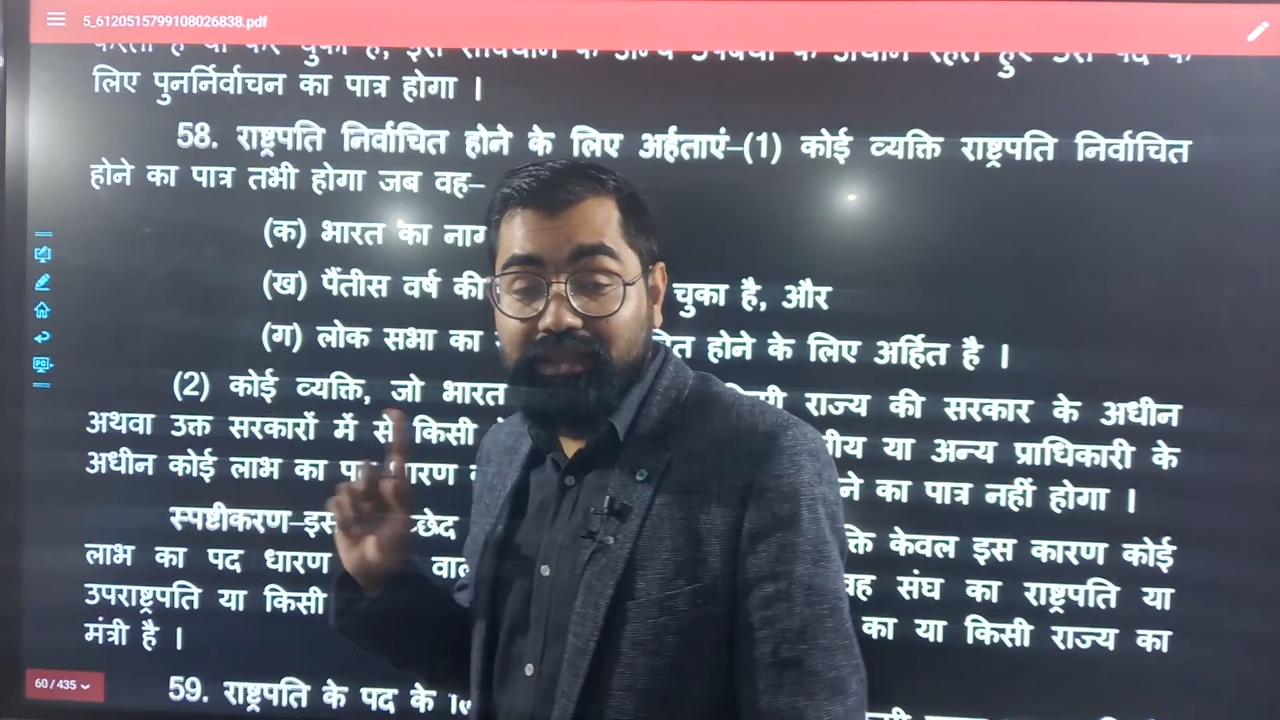 5_6120515799108026838.pdf
लिए पुनर्निर्वाचन का पात्र होगा ।
58. राष्ट्रपति निर्वाचित होने के लिए अर्हताएं–(1) कोई व्यक्ति राष्ट्रपति निर्वाचित
होने का पात्र तभी होगा जब वह–
(क) भारत का
(ख) पैंतीस वर्ष की चुका है, और
(ग) लोक सभा का होने के लिए अर्हित है ।
(2) कोई व्यक्ति, जो भारत राज्य की सरकार के अधीन
अथवा उक्त सरकारों में से किसी या अन्य प्राधिकारी के
अधीन कोई लाभ का का पात्र नहीं होगा ।
स्पष्टीकरण–इस केवल इस कारण कोई
लाभ का पद धारण वह संघ का राष्ट्रपति या
उपराष्ट्रपति या किसी का या किसी राज्य का
मंत्री है ।
60 / 435
59. राष्ट्रपति के पद के